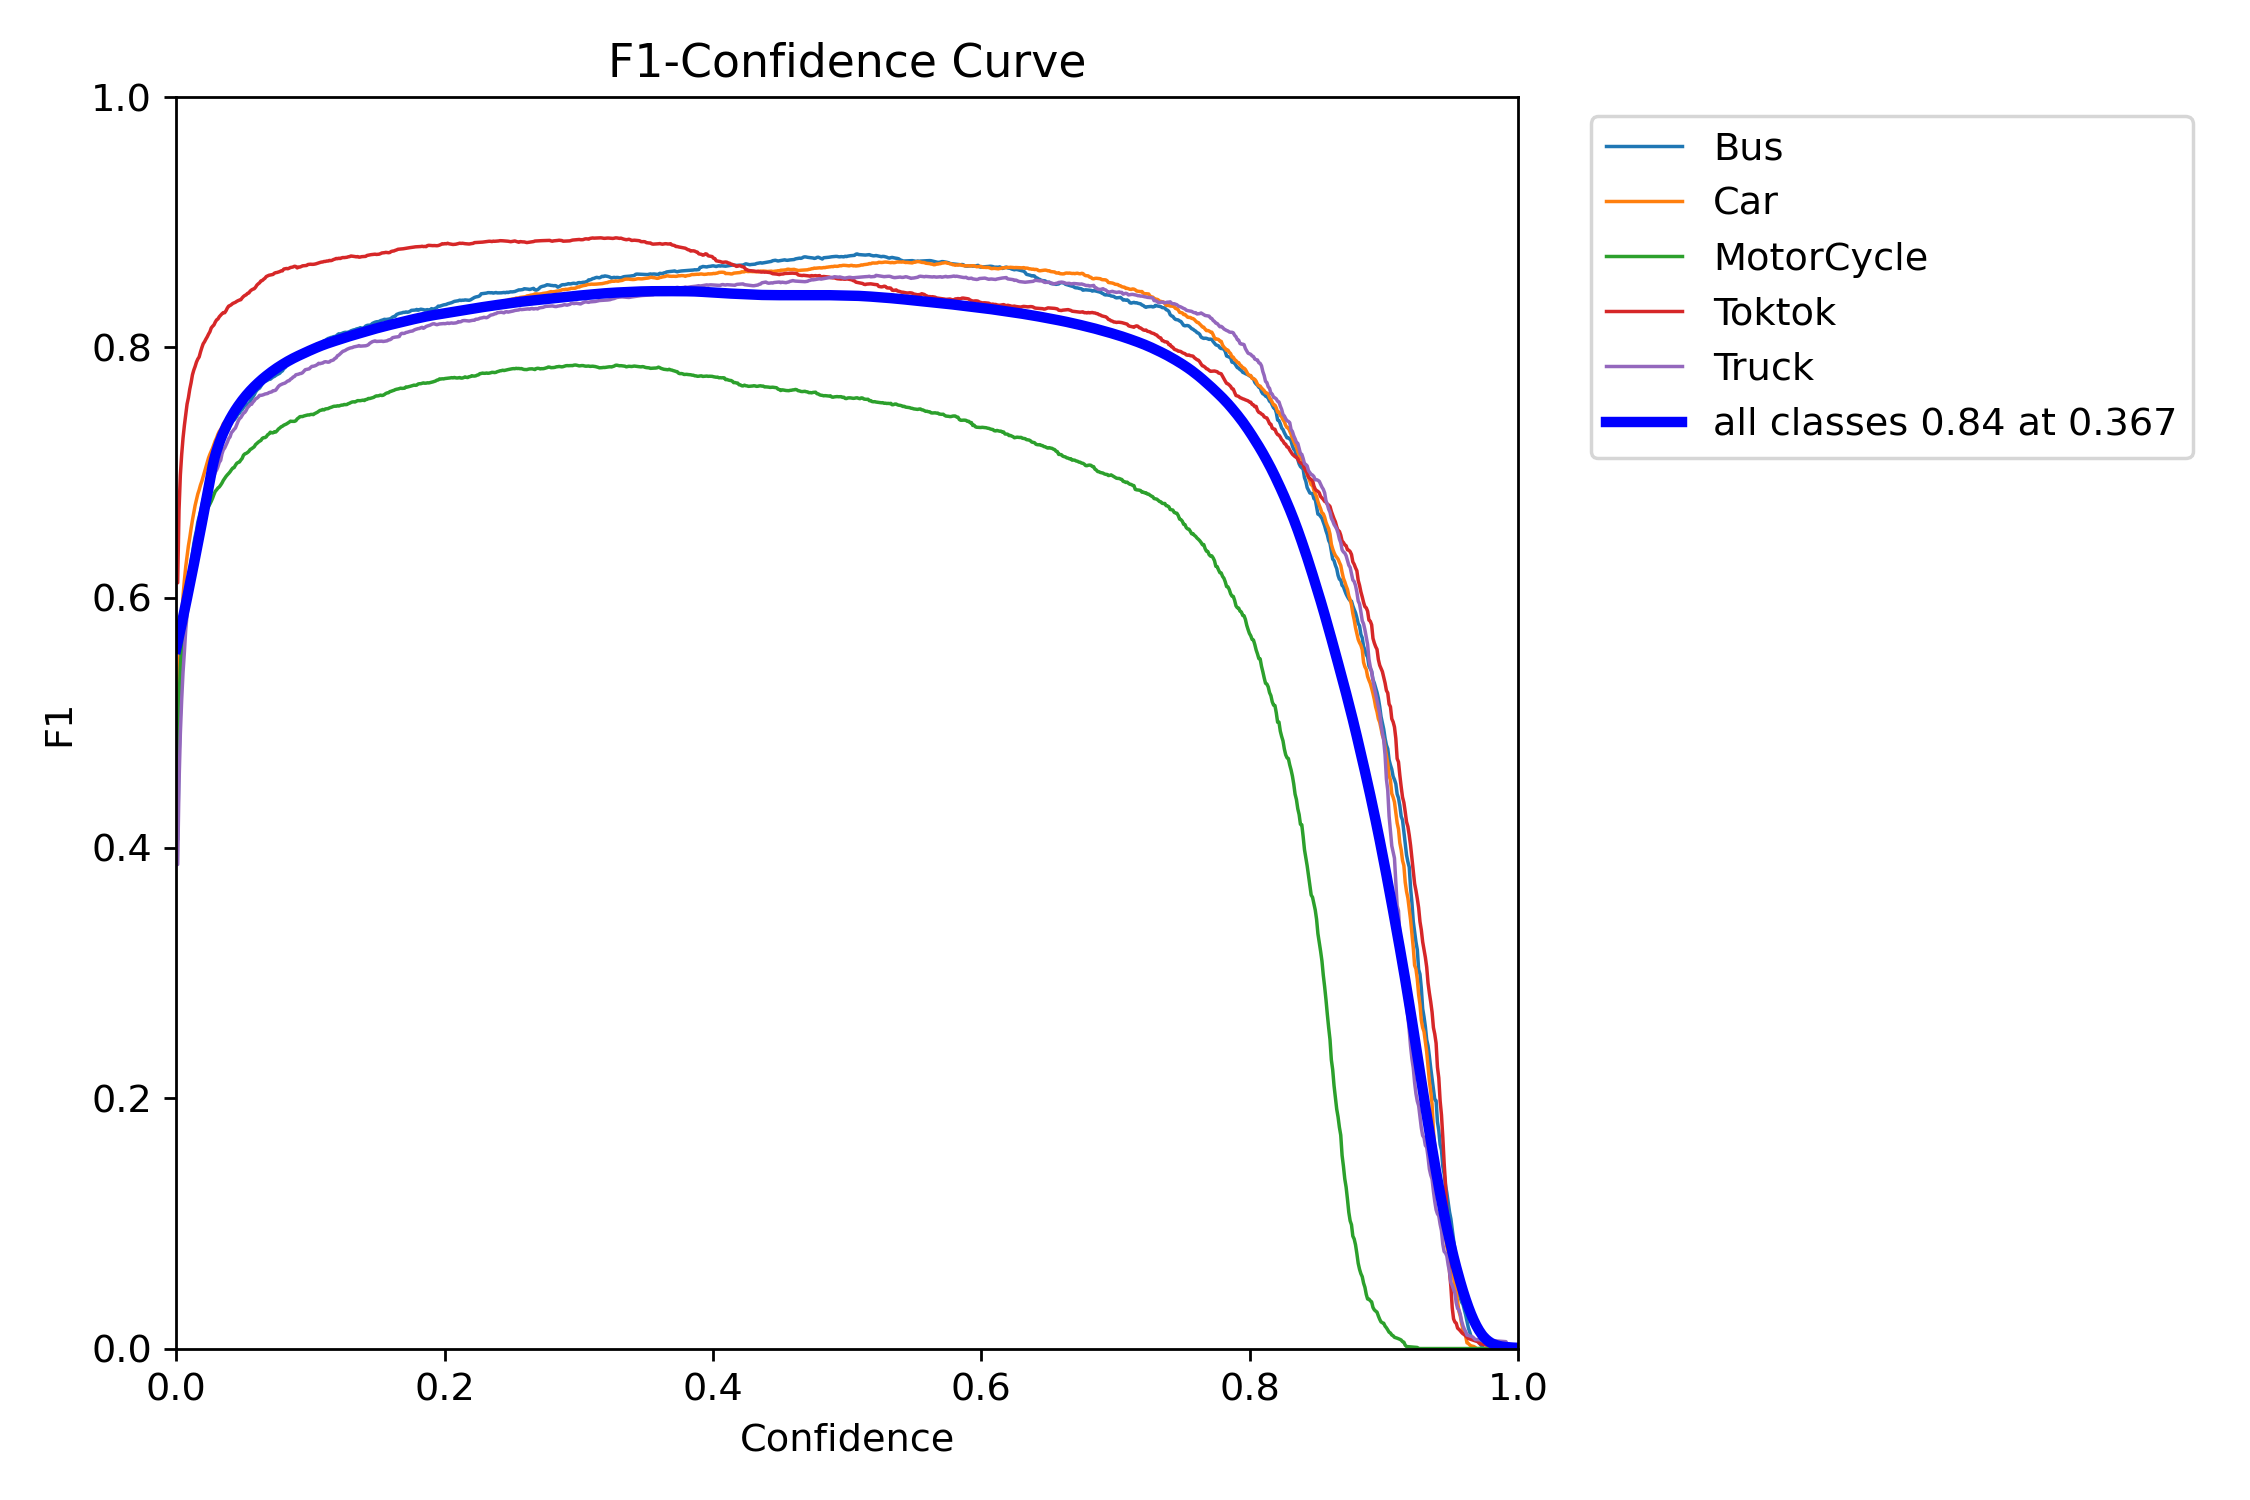 F1-Confidence Curve
1.0
0.8
0.6
0.4
0.2
0.0
F1
0.0 0.2 0.4 0.6 0.8 1.0
Confidence
Bus
Car
MotorCycle
Toktok
Truck
all classes 0.84 at 0.367